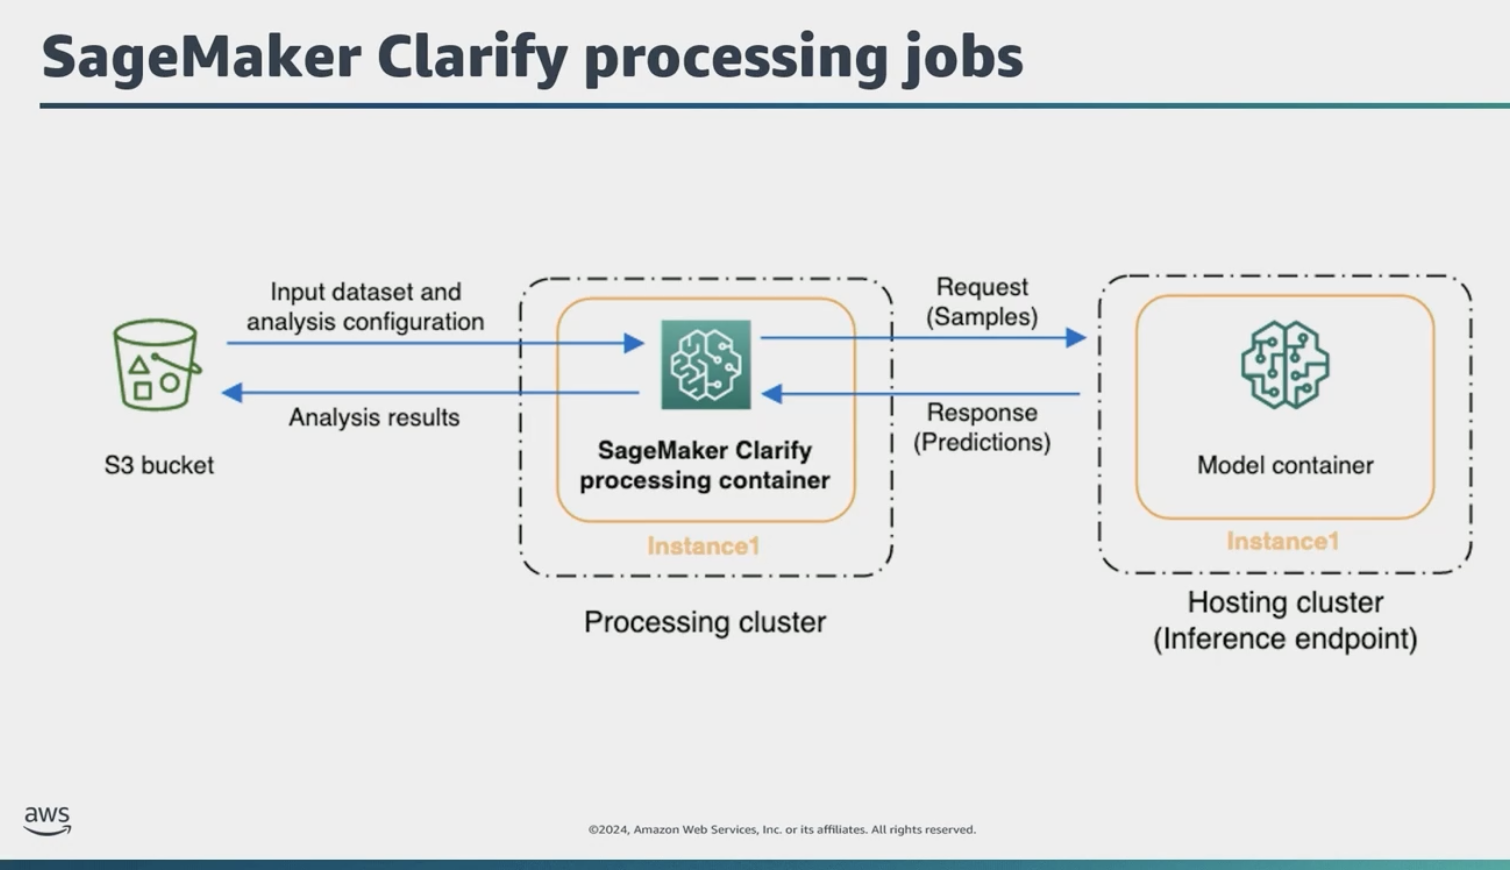 SageMaker Clarify processing jobs
Input dataset and
analysis configuration
Analysis results
S3 bucket
SageMaker Clarify
processing container
Instance1
Processing cluster
Request
(Samples)
Response
(Predictions)
Model container
Instance1
Hosting cluster
(Inference endpoint)
aws
©2024, Amazon Web Services, Inc. or its affiliates. All rights reserved.